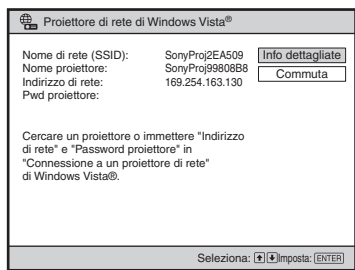 Proiettore di rete di Windows Vista®
Nome di rete (SSID): SonyProj2EA509
Nome proiettore: SonyProj99808B8
Indirizzo di rete: 169.254.163.130
Pwd proiettore:
Info dettagliate
Commuta
Cercare un proiettore o immettere "Indirizzo
di rete" e "Password proiettore" in
"Connessione a un proiettore di rete"
di Windows Vista®.
Seleziona: Imposta: ENTER